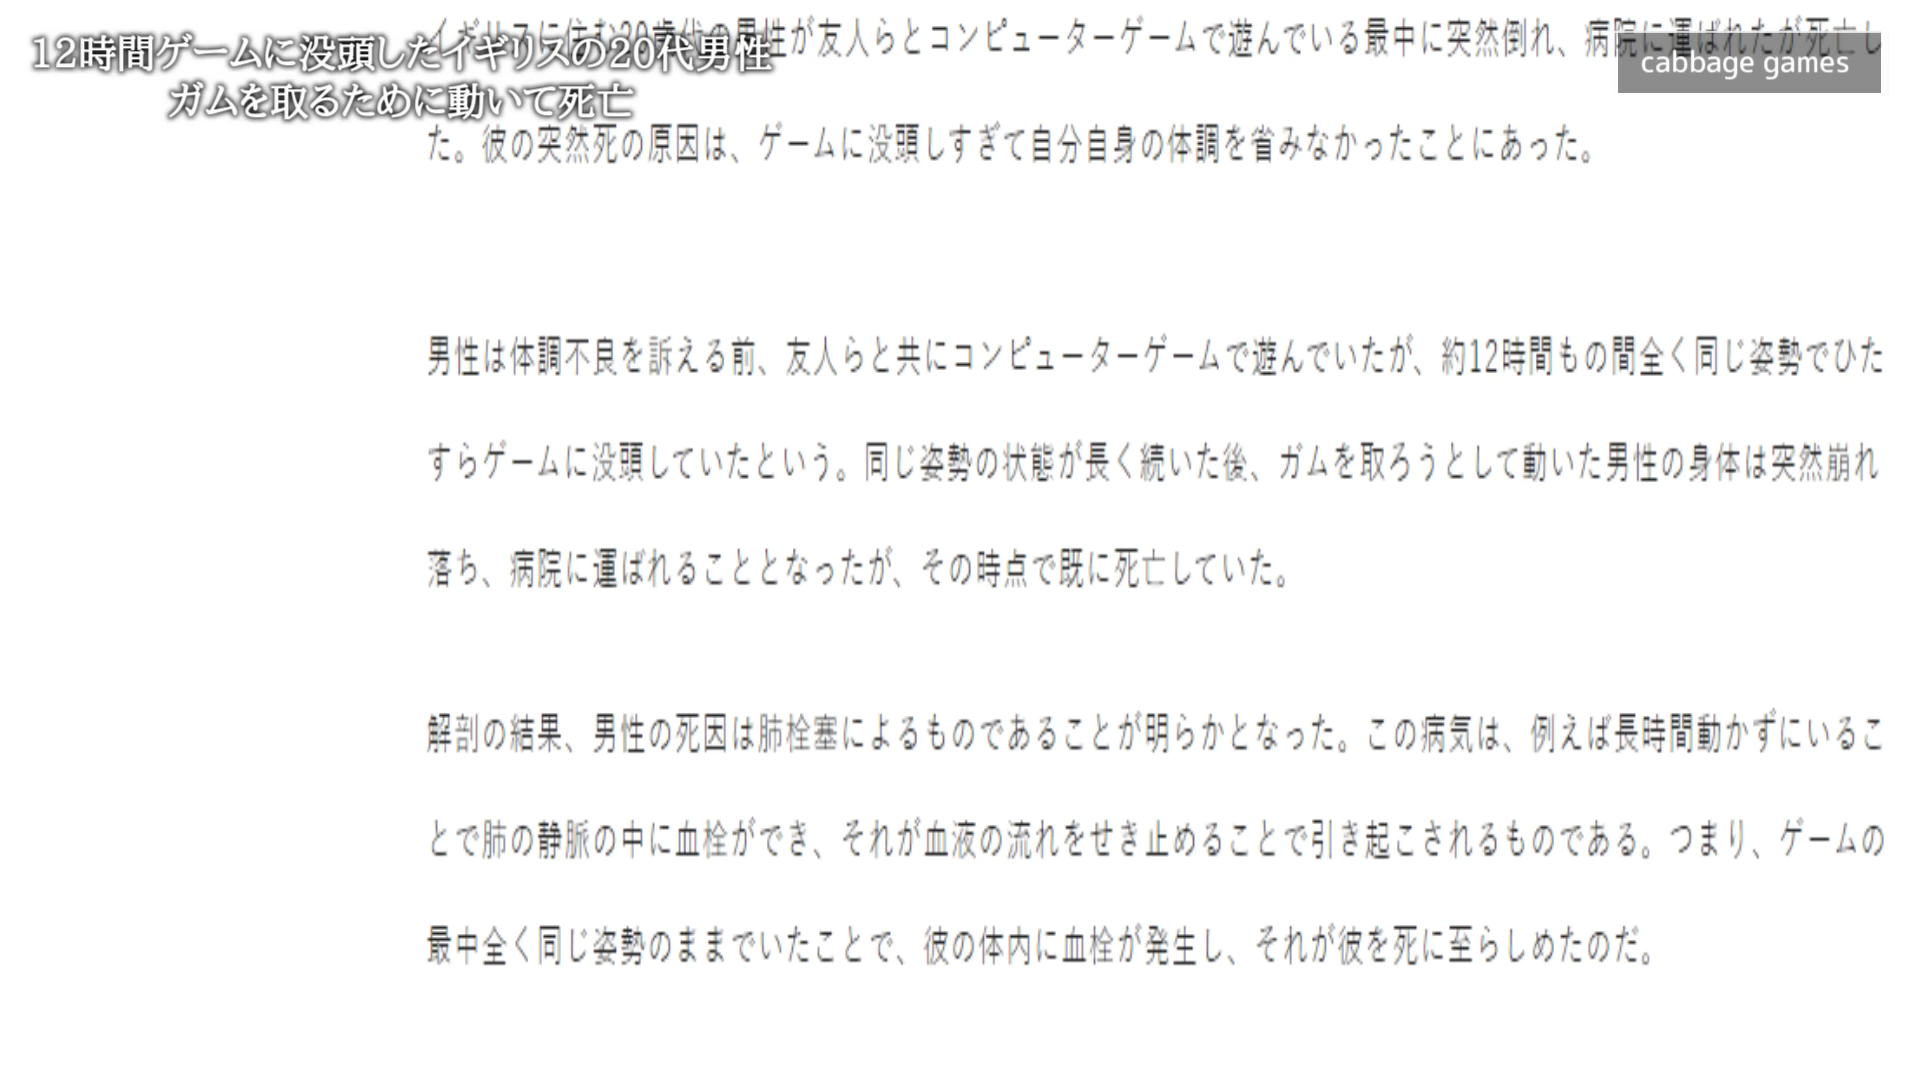 12時間ゲームに没頭したイギリスの20代男性
ガムを取るために動いて死亡
cabbage games
イギリスに住む20歳代の男性が友人らとコンピューターゲームで遊んでいる最中に突然倒れ、病院に運ばれたが死亡し
た。彼の突然死の原因は、ゲームに没頭しすぎて自分自身の体調を省みなかったことにあった。
男性は体調不良を訴える前、友人らと共にコンピューターゲームで遊んでいたが、約12時間もの間全く同じ姿勢でひた
すらゲームに没頭していたという。同じ姿勢の状態が長く続いた後、ガムを取ろうとして動いた男性の身体は突然崩れ
落ち、病院に運ばれることとなったが、その時点で既に死亡していた。
解剖の結果、男性の死因は肺栓塞によるものであることが明らかとなった。この病気は、例えば長時間動かずにいるこ
とで肺の静脈の中に血栓ができ、それが血液の流れをせき止めることで引き起こされるものである。つまり、ゲームの
最中全く同じ姿勢のままでいたことで、彼の体内に血栓が発生し、それが彼を死に至らしめたのだ。